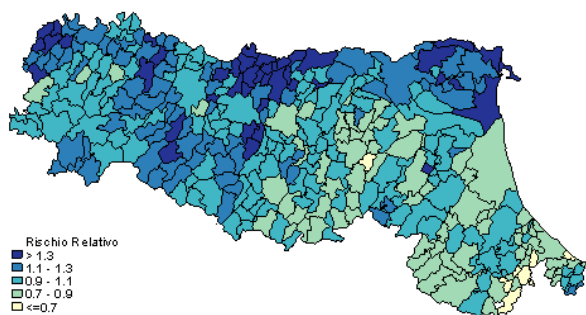 Rischio Relativo
> 1.3
1.1 - 1.3
0.9 - 1.1
0.7 - 0.9
<=0.7